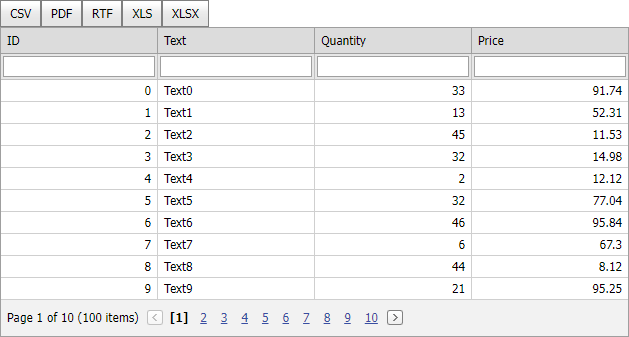 CSV PDF RTF XLS XLSX
ID Text Quantity Price
0 Text0 33 91.74
1 Text1 13 52.31
2 Text2 45 11.53
3 Text3 32 14.98
4 Text4 2 12.12
5 Text5 32 77.04
6 Text6 46 95.84
7 Text7 6 67.3
8 Text8 44 8.12
9 Text9 21 95.25
Page 1 of 10 (100 items) < [1] 2 3 4 5 6 7 8 9 10 >